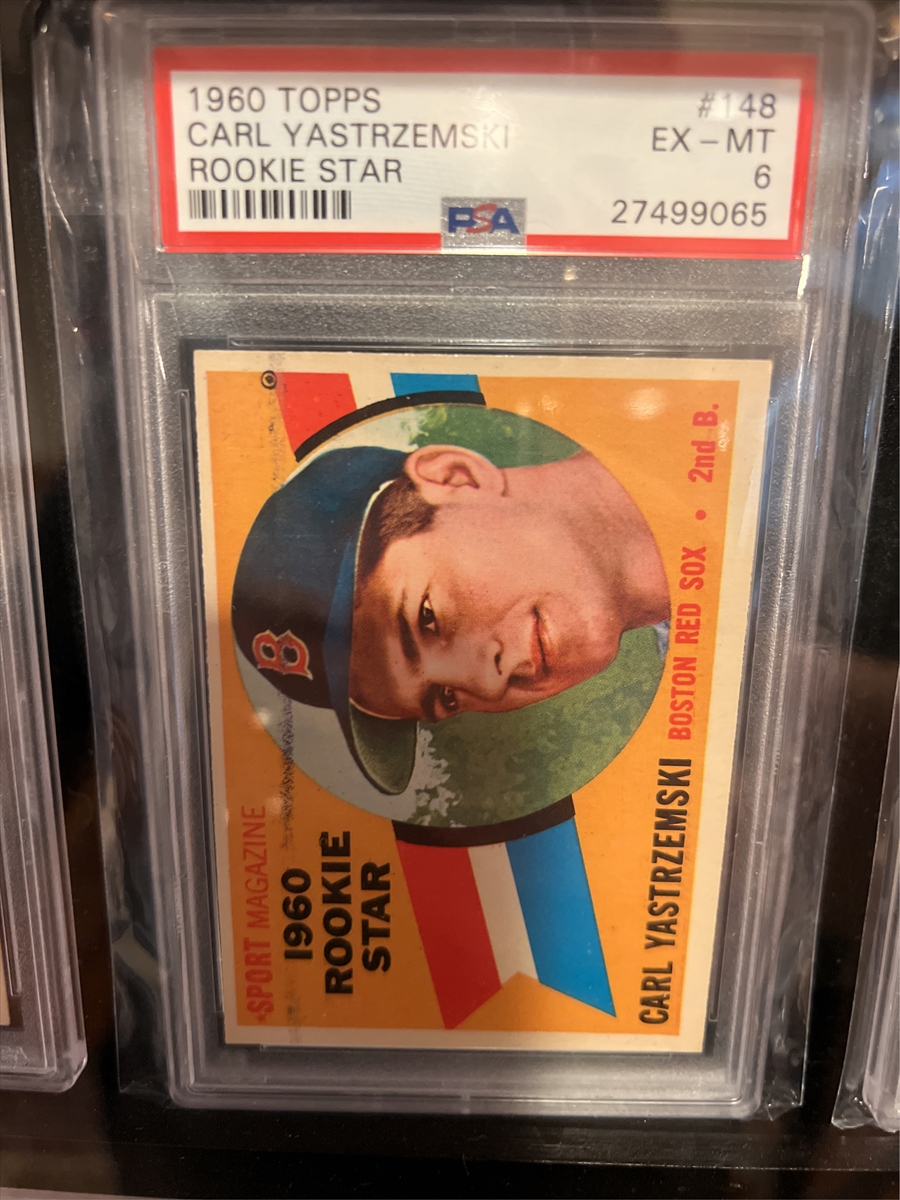 1960 TOPPS #148
CARL YASTRZEMSKI EX - MT
ROOKIE STAR 6
PSA 27499065
SPORT MAGAZINE
1960
ROOKIE
STAR
B
CARL YASTRZEMSKI BOSTON RED SOX • 2nd B.